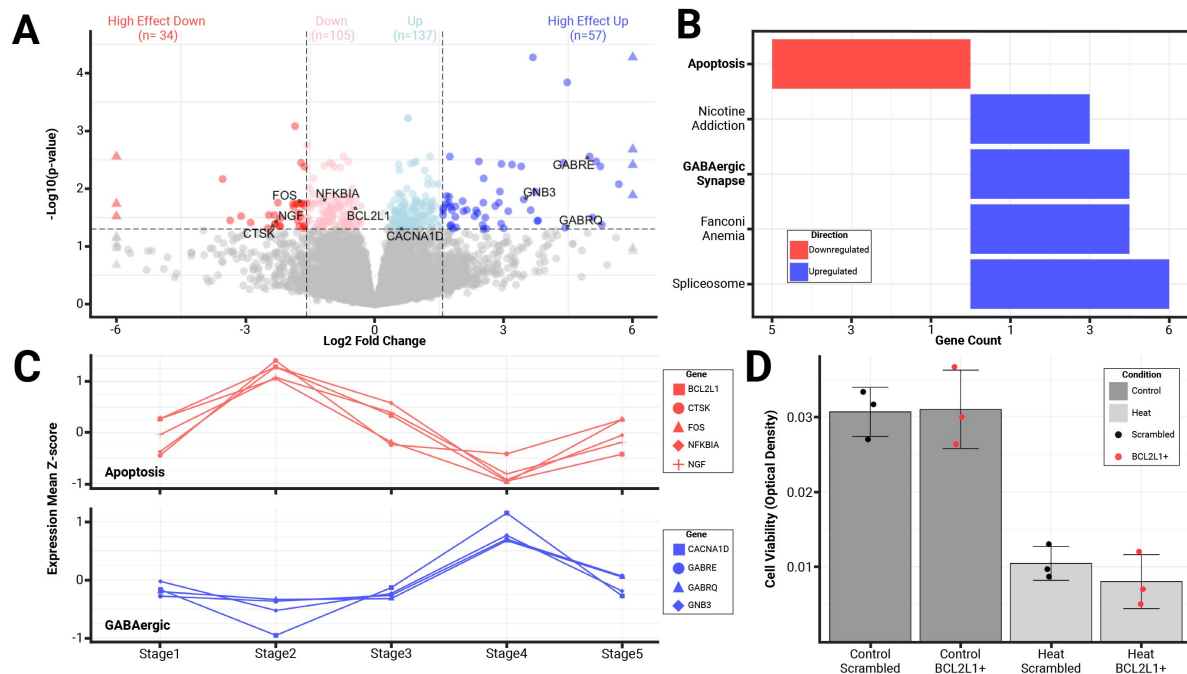 A
High Effect Down
(n= 34)
Down
(n=105)
Up
(n=137)
High Effect Up
(n=57)
-Log10(p-value)
4
3
2
1
0
FOS
NFKBIA
NGF
BCL2L1
CTSK
CACNA1D
GABRE
GNB3
GABRQ
-6
-3
0
3
6
Log2 Fold Change
B
Apoptosis
Nicotine
Addiction
GABAergic
Synapse
Fanconi
Anemia
Spliceosome
Direction
Downregulated
Upregulated
5
3
1
1
3
6
Gene Count
C
Expression Mean Z-score
1
0
-1
Apoptosis
Gene
BCL2L1
CTSK
FOS
NFKBIA
NGF
1
0
-1
GABAergic
Gene
CACNA1D
GABRE
GABRQ
GNB3
Stage1
Stage2
Stage3
Stage4
Stage5
D
Cell Viability (Optical Density)
0.03
0.02
0.01
Condition
Control
Heat
Scrambled
BCL2L1+
Control
Scrambled
Control
BCL2L1+
Heat
Scrambled
Heat
BCL2L1+